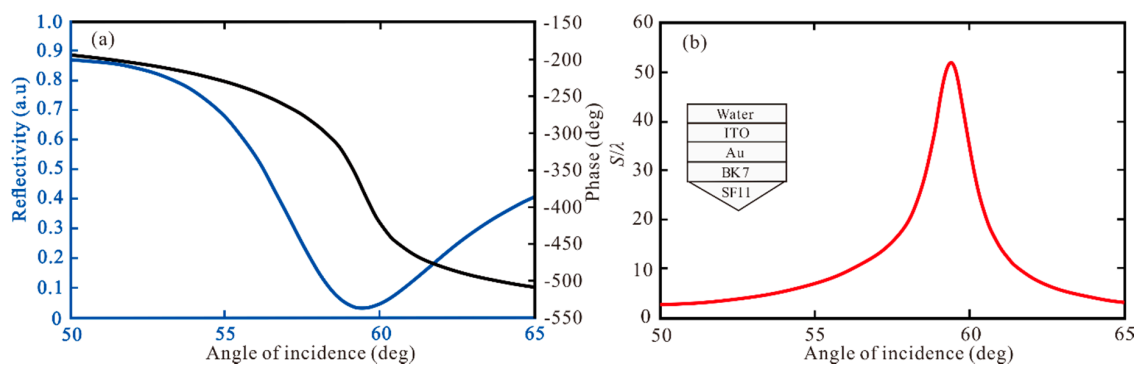 (a)
Reflectivity (a.u)
1.0
0.9
0.8
0.7
0.6
0.5
0.4
0.3
0.2
0.1
0.1
50
55
60
65
Angle of incidence (deg)
-150
-200
-250
-300
-350
-400
-450
-500
-550
Phase (deg)
(b)
S/λ
60
50
40
30
20
10
0
50
55
60
65
Angle of incidence (deg)
Water
ITO
Au
BK7
SF11